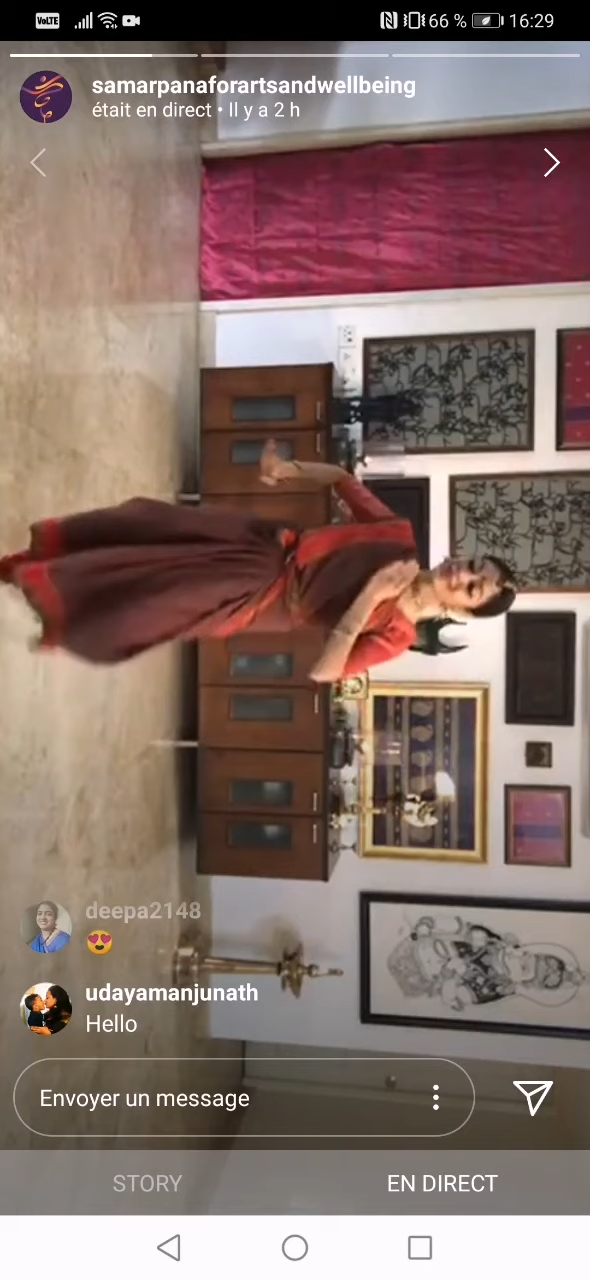 VoLTE 66 % 16:29
samarpanaforartsandwellbeing
était en direct • Il y a 2 h
deepa2148
😍
udayamanjunath
Hello
Envoyer un message
STORY EN DIRECT